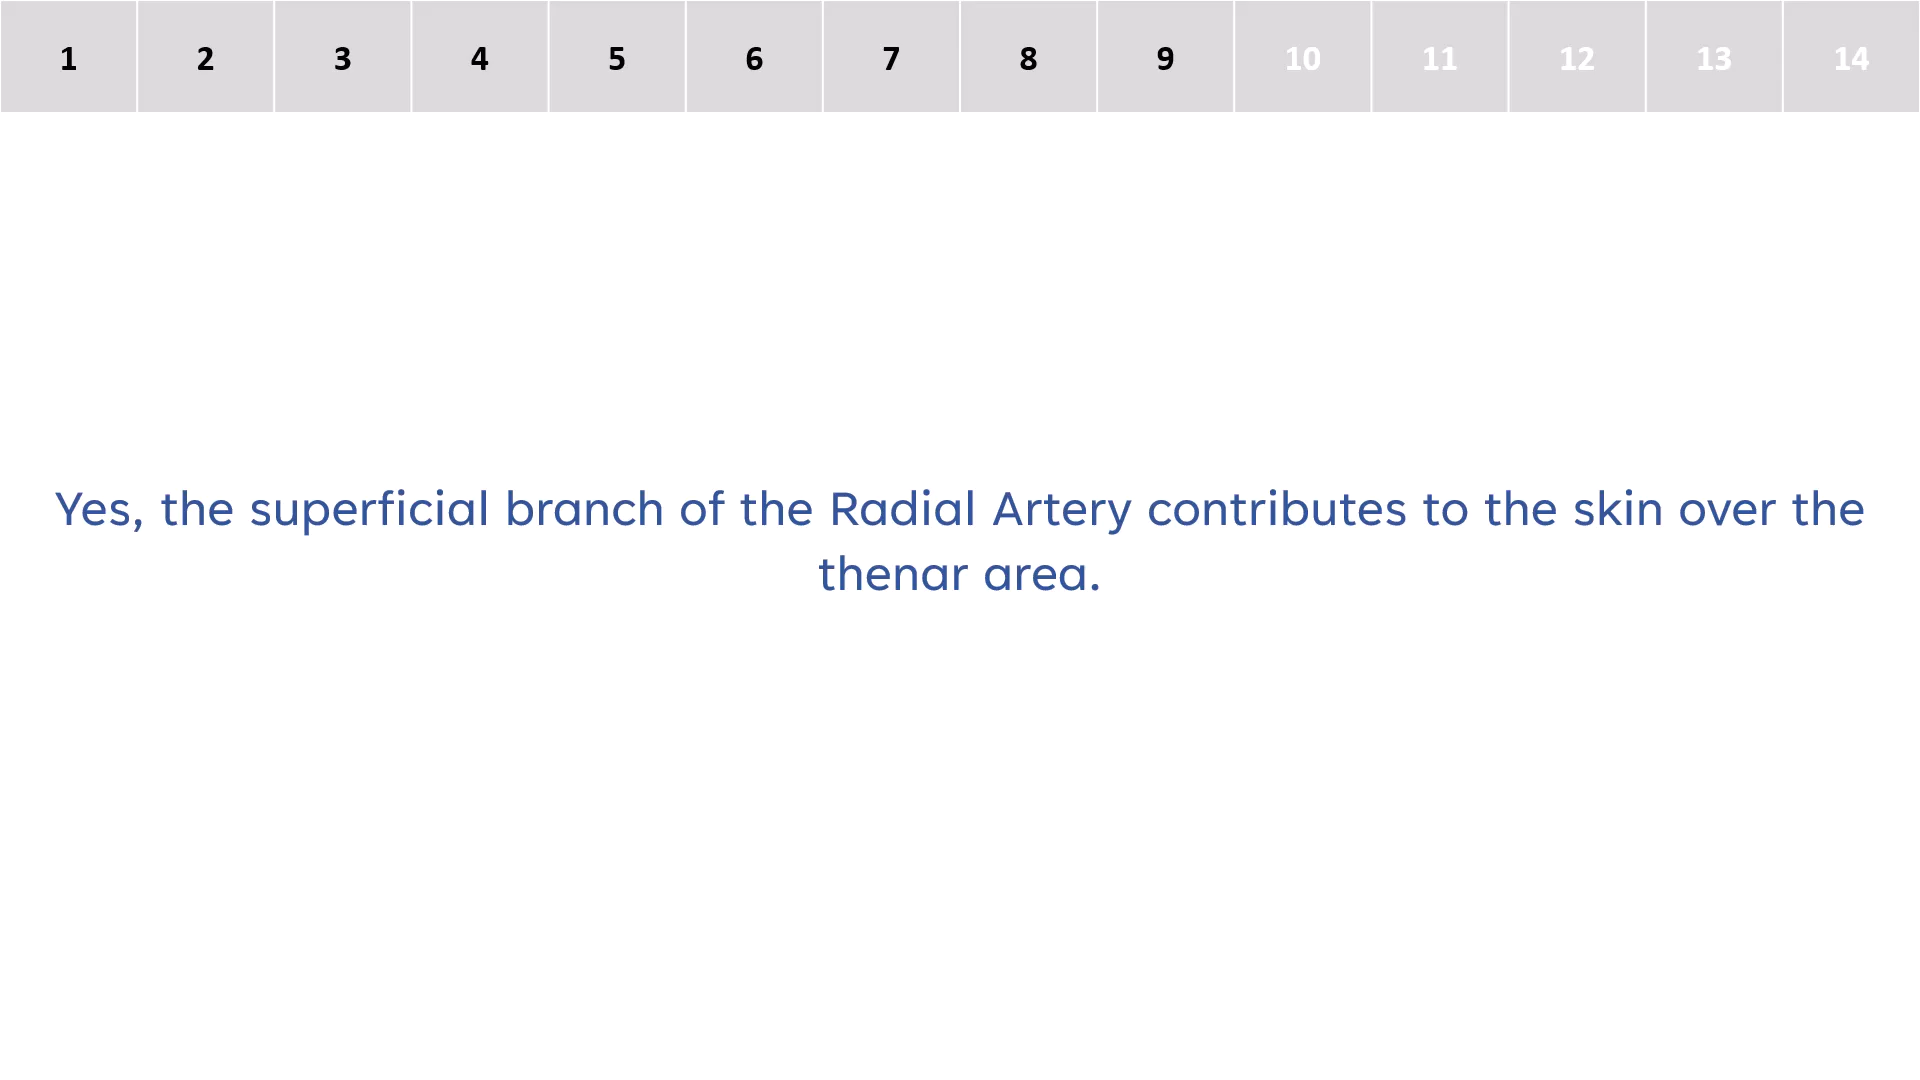 1 2 3 4 5 6 7 8 9 10 11 12 13 14
Yes, the superficial branch of the Radial Artery contributes to the skin over the
thenar area.